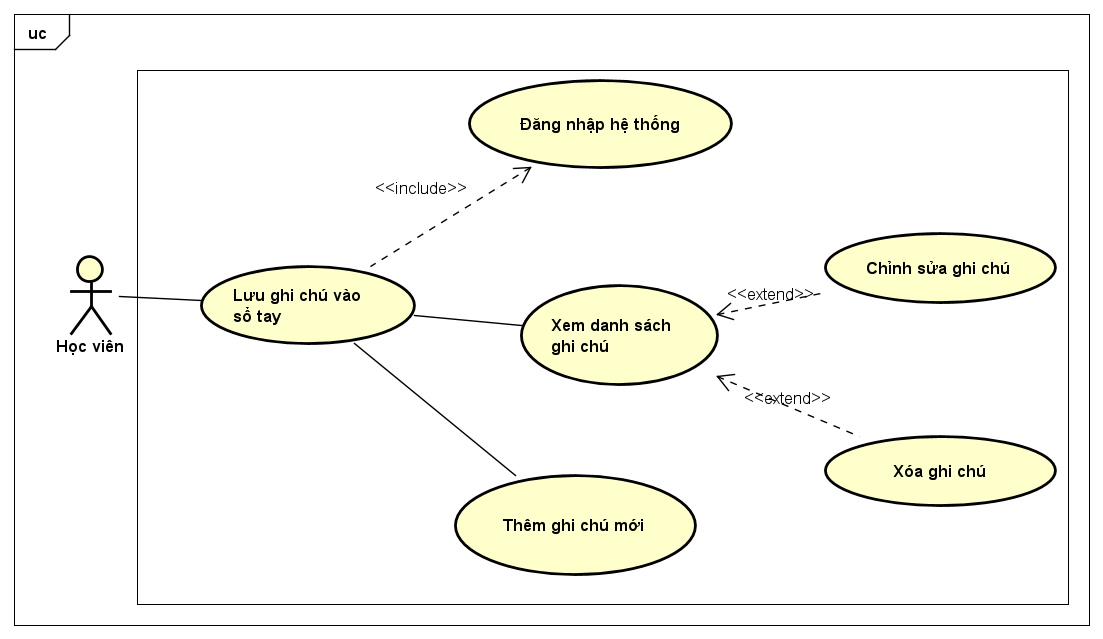 uc
Đăng nhập hệ thống
<<include>>
Chỉnh sửa ghi chú
<<extend>>
Lưu ghi chú vào
sổ tay
Xem danh sách
ghi chú
Học viên
<<extend>>
Xóa ghi chú
Thêm ghi chú mới